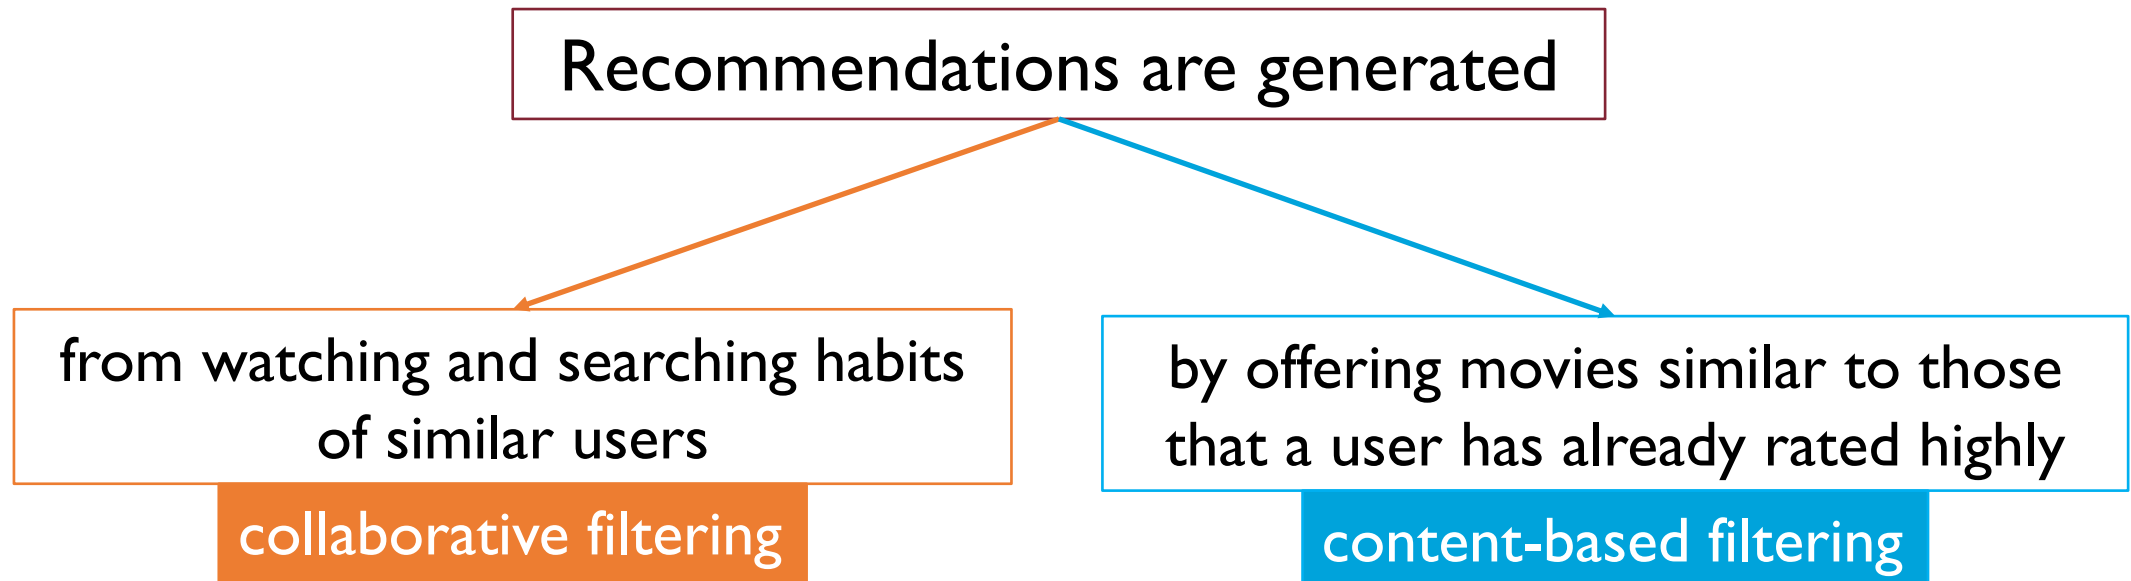 Recommendations are generated
from watching and searching habits
of similar users
collaborative filtering
by offering movies similar to those
that a user has already rated highly
content-based filtering